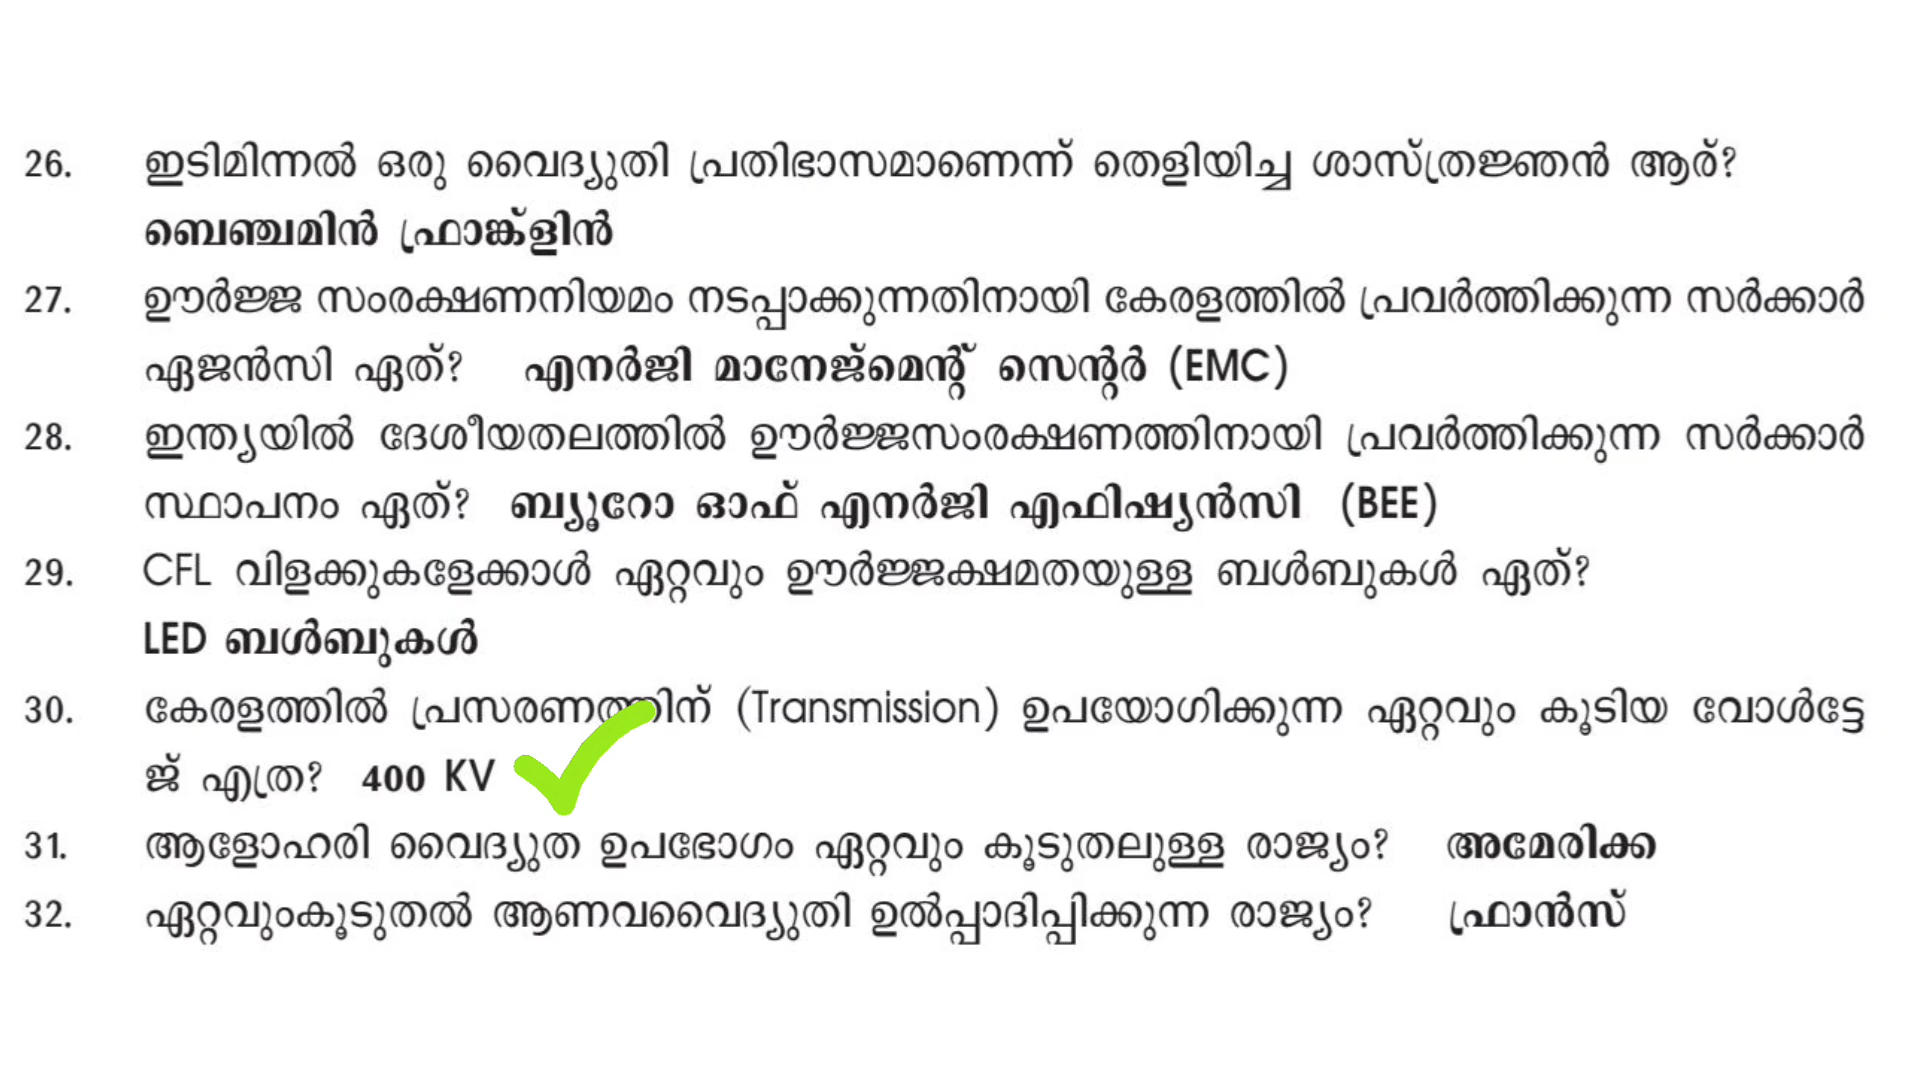 26. ഇടിമിന്നൽ ഒരു വൈദ്യുതി പ്രതിഭാസമാണെന്ന് തെളിയിച്ച ശാസ്ത്രജ്ഞൻ ആര്?
ബെഞ്ചമിൻ ഫ്രാങ്ക്ളിൻ
27. ഊർജ്ജ സംരക്ഷണനിയമം നടപ്പാക്കുന്നതിനായി കേരളത്തിൽ പ്രവർത്തിക്കുന്ന സർക്കാർ
ഏജൻസി ഏത്? എനർജി മാനേജ്മെന്റ് സെന്റർ (EMC)
28. ഇന്ത്യയിൽ ദേശീയതലത്തിൽ ഊർജ്ജസംരക്ഷണത്തിനായി പ്രവർത്തിക്കുന്ന സർക്കാർ
സ്ഥാപനം ഏത്? ബ്യൂറോ ഓഫ് എനർജി എഫിഷ്യൻസി (BEE)
29. CFL വിളക്കുകളേക്കാൾ ഏറ്റവും ഊർജ്ജക്ഷമതയുള്ള ബൾബുകൾ ഏത്?
LED ബൾബുകൾ
30. കേരളത്തിൽ പ്രസരണത്തിന് (Transmission) ഉപയോഗിക്കുന്ന ഏറ്റവും കൂടിയ വോൾട്ടേ
ജ് എത്ര? 400 KV
31. ആളോഹരി വൈദ്യുത ഉപഭോഗം ഏറ്റവും കൂടുതലുള്ള രാജ്യം? അമേരിക്ക
32. ഏറ്റവുംകൂടുതൽ ആണവവൈദ്യുതി ഉൽപ്പാദിപ്പിക്കുന്ന രാജ്യം? ഫ്രാൻസ്